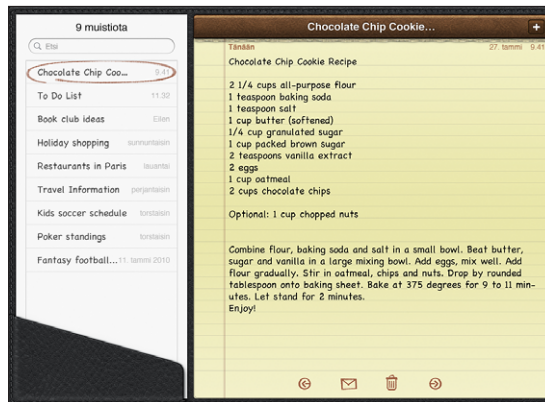 9 muistiota
Etsi
Chocolate Chip Coo... 9.41
To Do List 11.32
Book club ideas Eilen
Holiday shopping sunnuntaisin
Restaurants in Paris lauantai
Travel Information perjantaisin
Kids soccer schedule torstaisin
Poker standings torstaisin
Fantasy football... 11. tammi 2010
Chocolate Chip Cookie...
+
Tänään 27. tammi 9.41
Chocolate Chip Cookie Recipe
2 1/4 cups all-purpose flour
1 teaspoon baking soda
1 teaspoon salt
1 cup butter (softened)
1/4 cup granulated sugar
1 cup packed brown sugar
2 teaspoons vanilla extract
2 eggs
1 cup oatmeal
2 cups chocolate chips
Optional: 1 cup chopped nuts
Combine flour, baking soda and salt in a small bowl. Beat butter,
sugar and vanilla in a large mixing bowl. Add eggs, mix well. Add
flour gradually. Stir in oatmeal, chips and nuts. Drop by rounded
tablespoon onto baking sheet. Bake at 375 degrees for 9 to 11 min-
utes. Let stand for 2 minutes.
Enjoy!